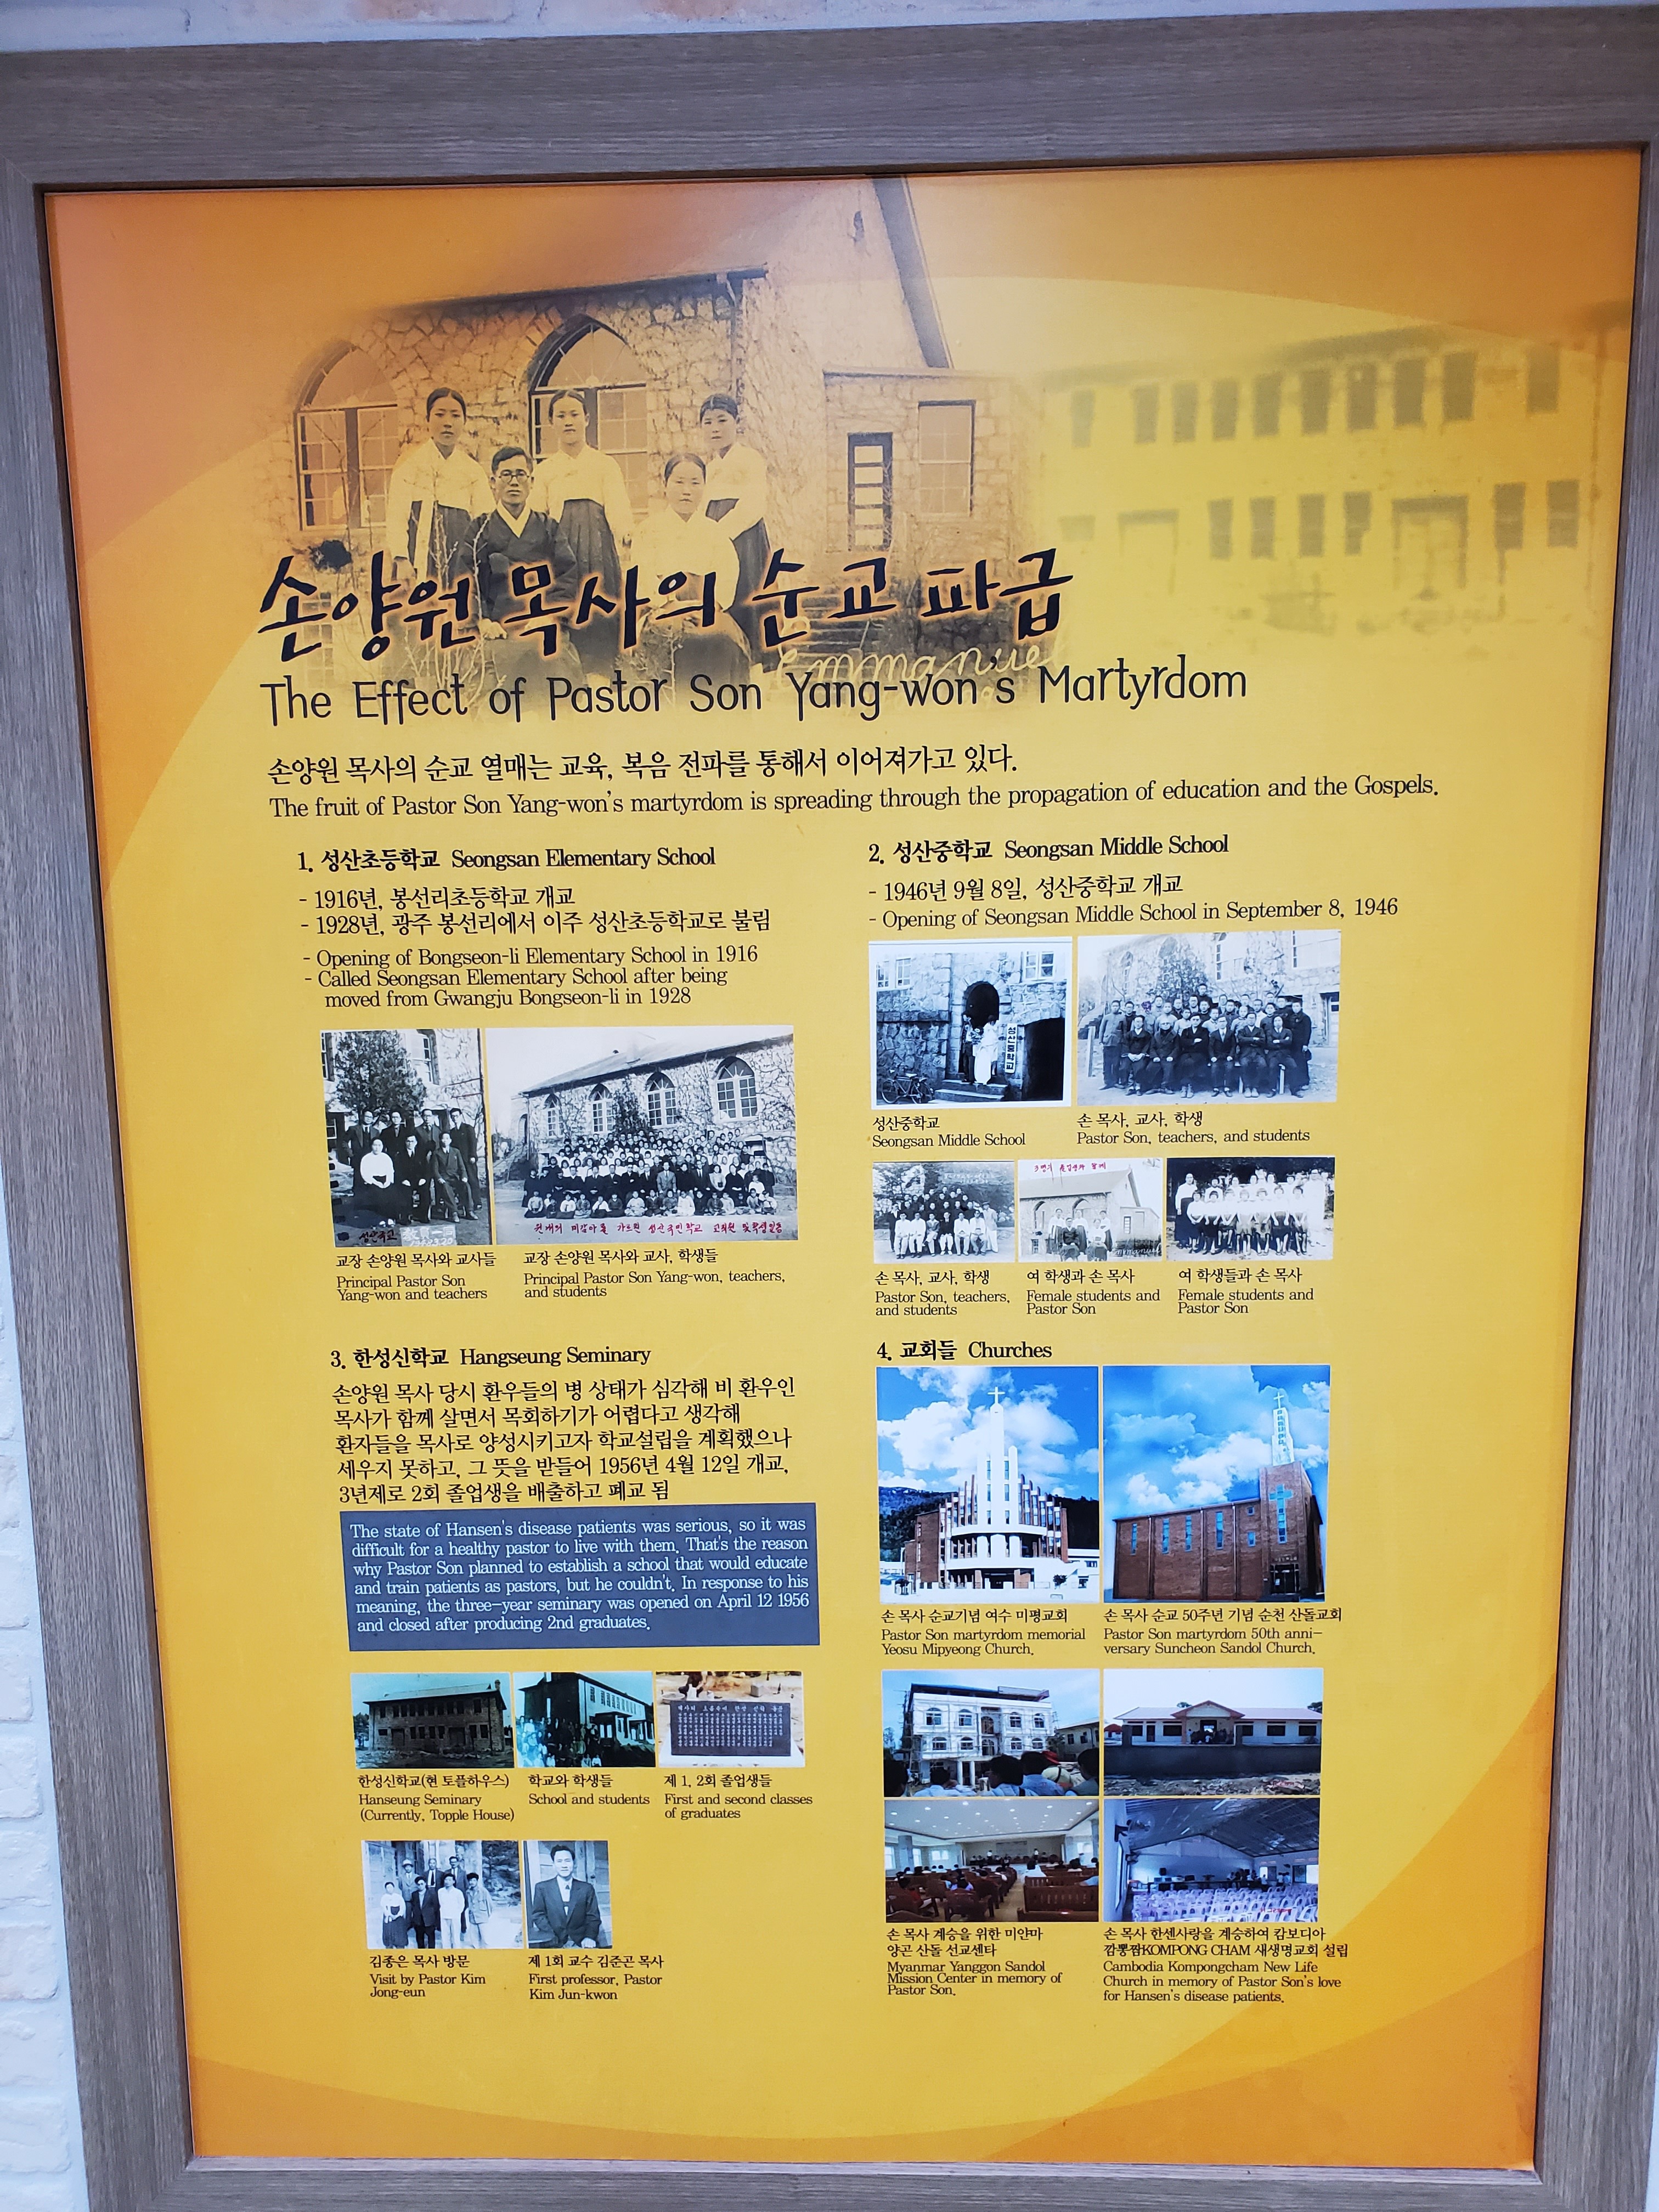 손양원 목사의 순교 파급
Emmanuel
The Effect of Pastor Son Yang-won's Martyrdom
손양원 목사의 순교 열매는 교육, 복음 전파를 통해서 이어져가고 있다.
The fruit of Pastor Son Yang-won's martyrdom is spreading through the propagation of education and the Gospels.
1. 성산초등학교 Seongsan Elementary School
- 1916년, 봉선리초등학교 개교
- 1928년, 광주 봉선리에서 이주 성산초등학교로 불림
- Opening of Bongseon-li Elementary School in 1916
- Called Seongsan Elementary School after being
moved from Gwangju Bongseon-li in 1928
교장 손양원 목사와 교사들
Principal Pastor Son
Yang-won and teachers
교장 손양원 목사와 교사, 학생들
Principal Pastor Son Yang-won, teachers,
and students
2. 성산중학교 Seongsan Middle School
- 1946년 9월 8일, 성산중학교 개교
- Opening of Seongsan Middle School in September 8, 1946
성산중학교
성산중학교
Seongsan Middle School
손 목사, 교사, 학생
Pastor Son, teachers, and students
손 목사, 교사, 학생
Pastor Son, teachers,
and students
여 학생과 손 목사
Female students and
Pastor Son
여 학생들과 손 목사
Female students and
Pastor Son
3. 한성신학교 Hangseung Seminary
손양원 목사 당시 환우들의 병 상태가 심각해 비 환우인
목사가 함께 살면서 목회하기가 어렵다고 생각해
환자들을 목사로 양성시키고자 학교설립을 계획했으나
세우지 못하고, 그 뜻을 받들어 1956년 4월 12일 개교,
3년제로 2회 졸업생을 배출하고 폐교 됨
The state of Hansen's disease patients was serious, so it was
difficult for a healthy pastor to live with them. That's the reason
why Pastor Son planned to establish a school that would educate
and train patients as pastors, but he couldn't. In response to his
meaning, the three-year seminary was opened on April 12 1956
and closed after producing 2nd graduates.
한성신학교(현 토플하우스)
Hanseung Seminary
(Currently, Topple House)
학교와 학생들
School and students
제 1, 2회 졸업생들
First and second classes
of graduates
김종은 목사 방문
Visit by Pastor Kim
Jong-eun
제 1회 교수 김준곤 목사
First professor, Pastor
Kim Jun-kwon
4. 교회들 Churches
손 목사 순교기념 여수 미평교회
Pastor Son martyrdom memorial
Yeosu Mipyeong Church.
손 목사 순교 50주년 기념 순천 산돌교회
Pastor Son martyrdom 50th anni-
versary Suncheon Sandol Church.
손 목사 계승을 위한 미얀마
양곤 산돌 선교센타
Myanmar Yanggon Sandol
Mission Center in memory of
Pastor Son.
손 목사 한센사랑을 계승하여 캄보디아
깜뽕짬KOMPONG CHAM 새생명교회 설립
Cambodia Kompongcham New Life
Church in memory of Pastor Son's love
for Hansen's disease patients.